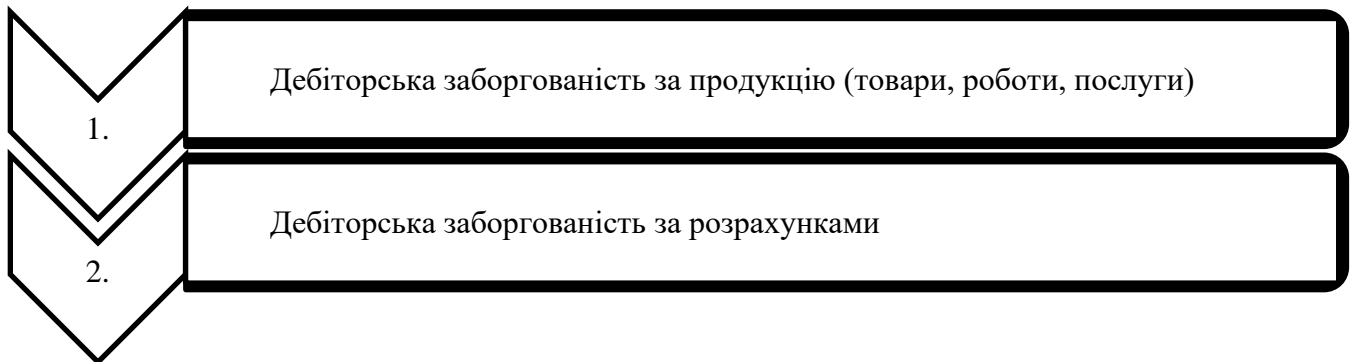 1.
Дебіторська заборгованість за продукцію (товари, роботи, послуги)
2.
Дебіторська заборгованість за розрахунками